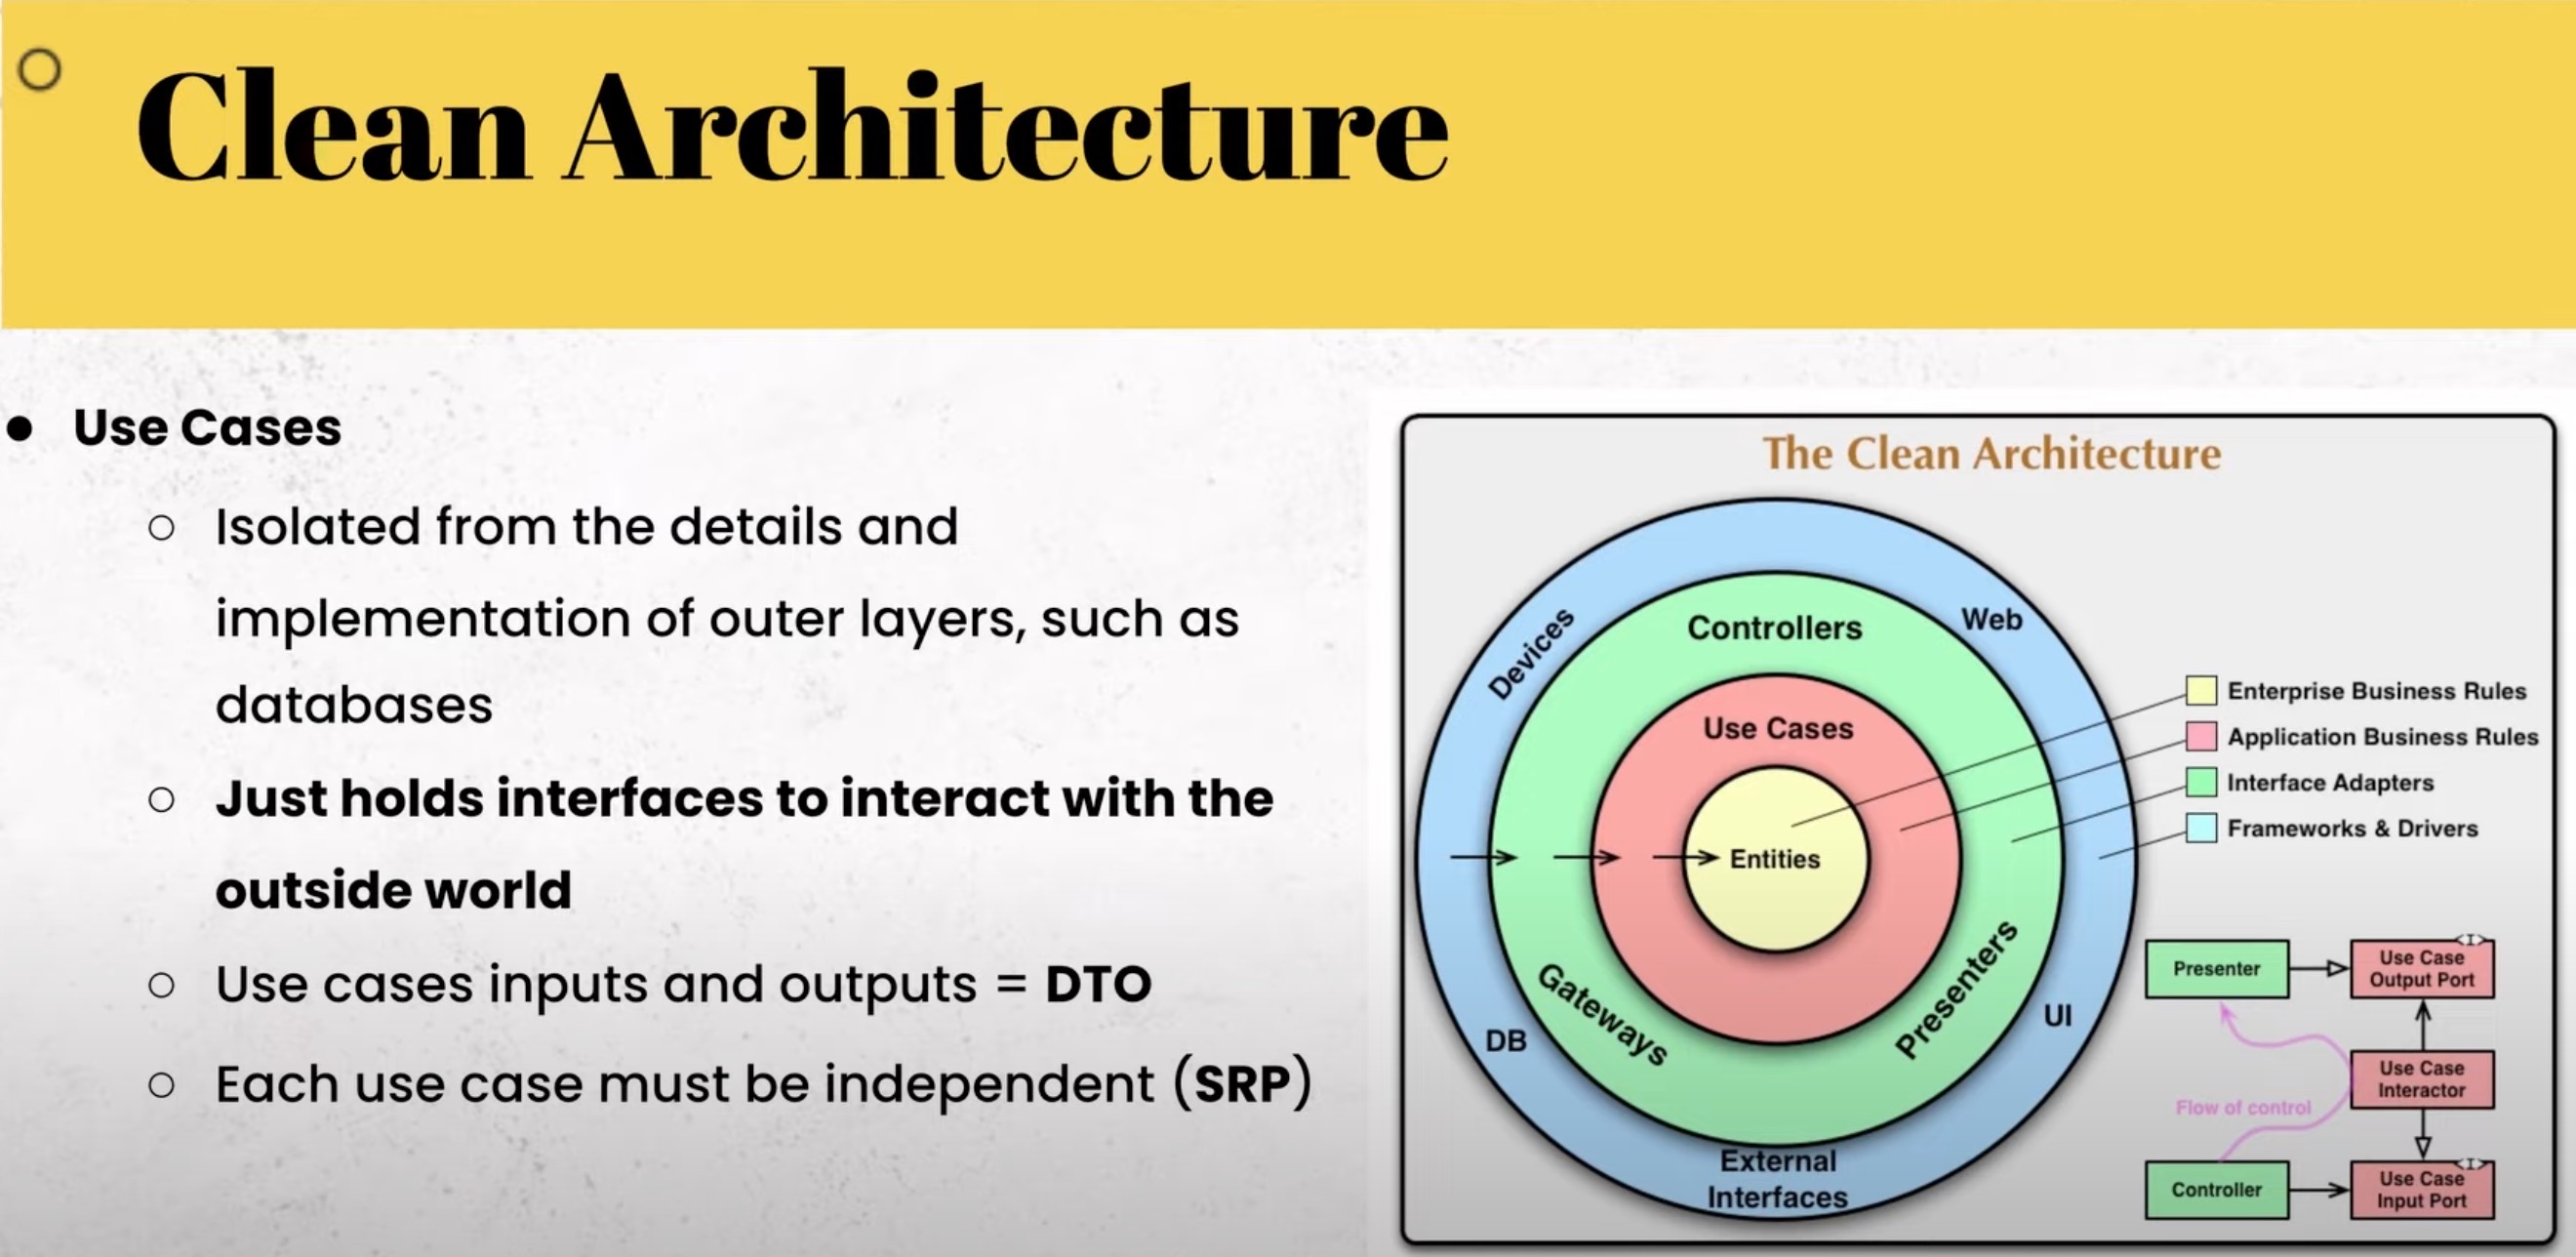 Clean Architecture
● Use Cases
○ Isolated from the details and
implementation of outer layers, such as
databases
○ Just holds interfaces to interact with the
outside world
○ Use cases inputs and outputs = DTO
○ Each use case must be independent (SRP)
The Clean Architecture
Devices
Controllers
Web
Use Cases
Entities
Gateways
Presenters
DB
UI
External
Interfaces
Enterprise Business Rules
Application Business Rules
Interface Adapters
Frameworks & Drivers
Presenter
Use Case
Output Port
Use Case
Interactor
Flow of control
Controller
Use Case
Input Port